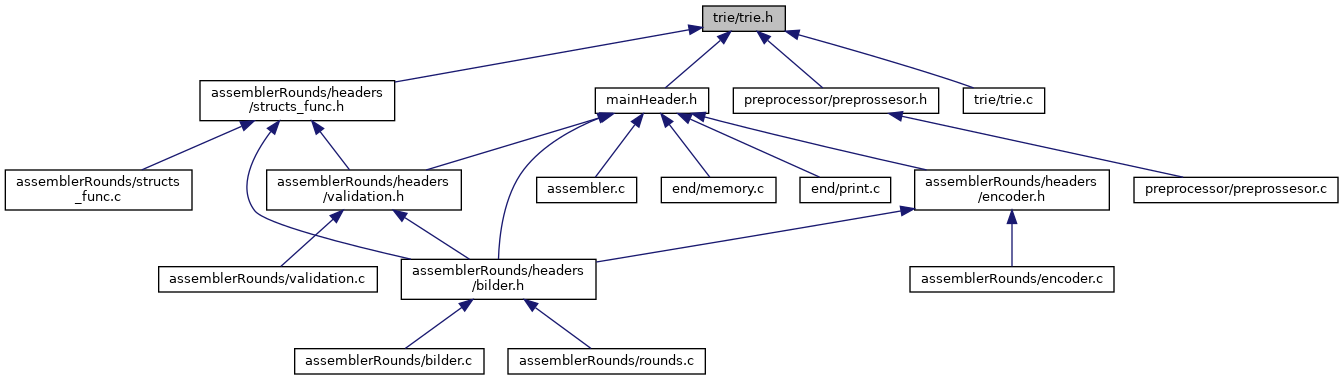 trie/trie.h
assemblerRounds/headers
/structs_func.h
mainHeader.h
preprocessor/preprossesor.h
trie/trie.c
assemblerRounds/structs
_func.c
assemblerRounds/headers
/validation.h
assembler.c
end/memory.c
end/print.c
assemblerRounds/headers
/encoder.h
preprocessor/preprossesor.c
assemblerRounds/validation.c
assemblerRounds/headers
/bilder.h
assemblerRounds/encoder.c
assemblerRounds/bilder.c
assemblerRounds/rounds.c